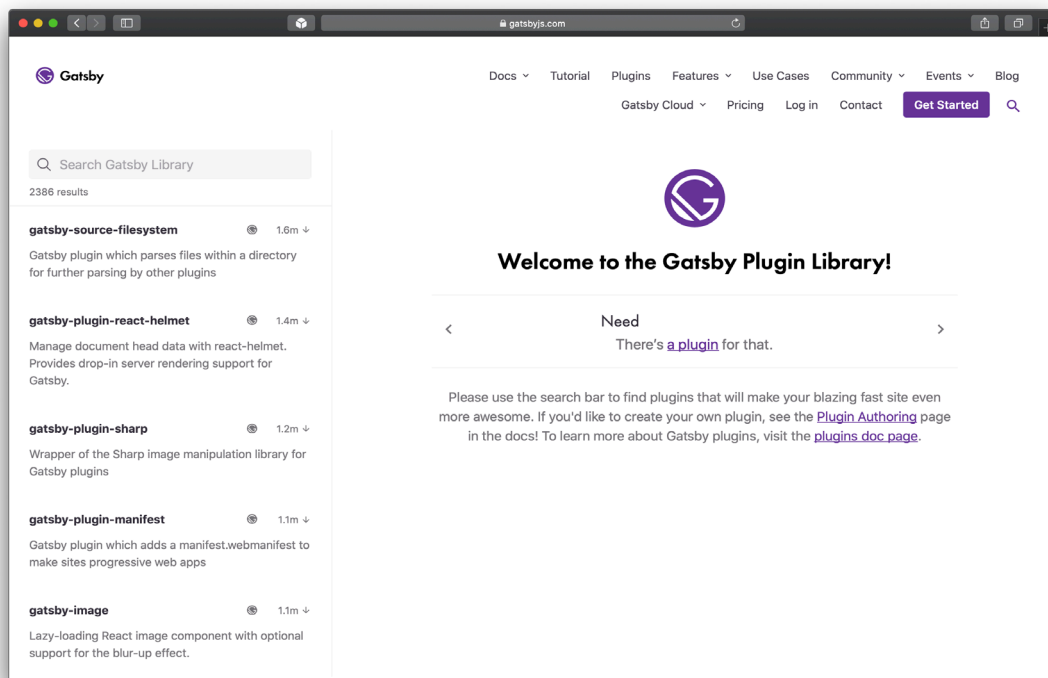 gatsbyjs.com
Gatsby
Docs Tutorial Plugins Features Use Cases Community Events Blog
Gatsby Cloud Pricing Log in Contact Get Started
Search Gatsby Library
2386 results
gatsby-source-filesystem 1.6m ↓
Gatsby plugin which parses files within a directory
for further parsing by other plugins
gatsby-plugin-react-helmet 1.4m ↓
Manage document head data with react-helmet.
Provides drop-in server rendering support for
Gatsby.
gatsby-plugin-sharp 1.2m ↓
Wrapper of the Sharp image manipulation library for
Gatsby plugins
gatsby-plugin-manifest 1.1m ↓
Gatsby plugin which adds a manifest.webmanifest to
make sites progressive web apps
gatsby-image 1.1m ↓
Lazy-loading React image component with optional
support for the blur-up effect.
Welcome to the Gatsby Plugin Library!
Need
There's a plugin for that.
Please use the search bar to find plugins that will make your blazing fast site even
more awesome. If you'd like to create your own plugin, see the Plugin Authoring page
in the docs! To learn more about Gatsby plugins, visit the plugins doc page.